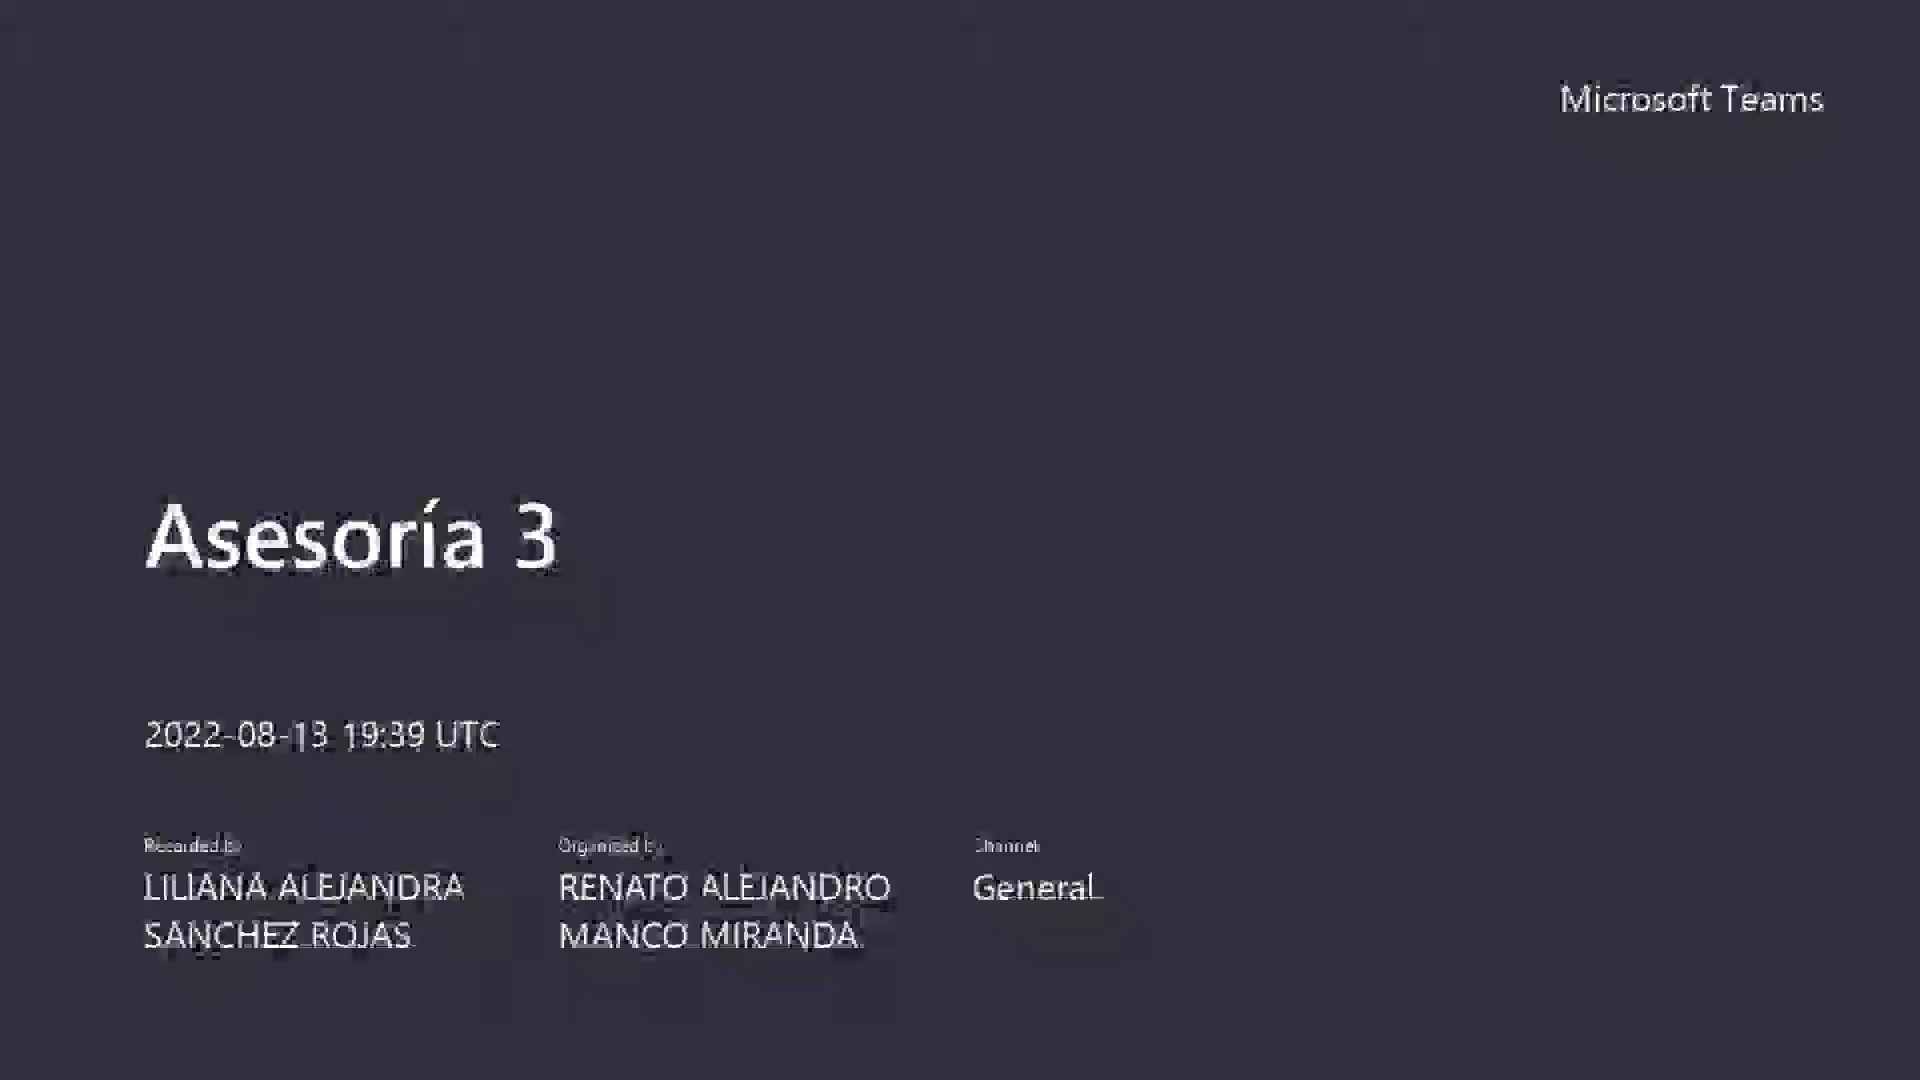 Microsoft Teams
Asesoría 3
2022-08-13 19:39 UTC
Recorded by
Organized by
Channel
LILIANA ALEJANDRA
SANCHEZ ROJAS
RENATO ALEJANDRO
MANCO MIRANDA
General